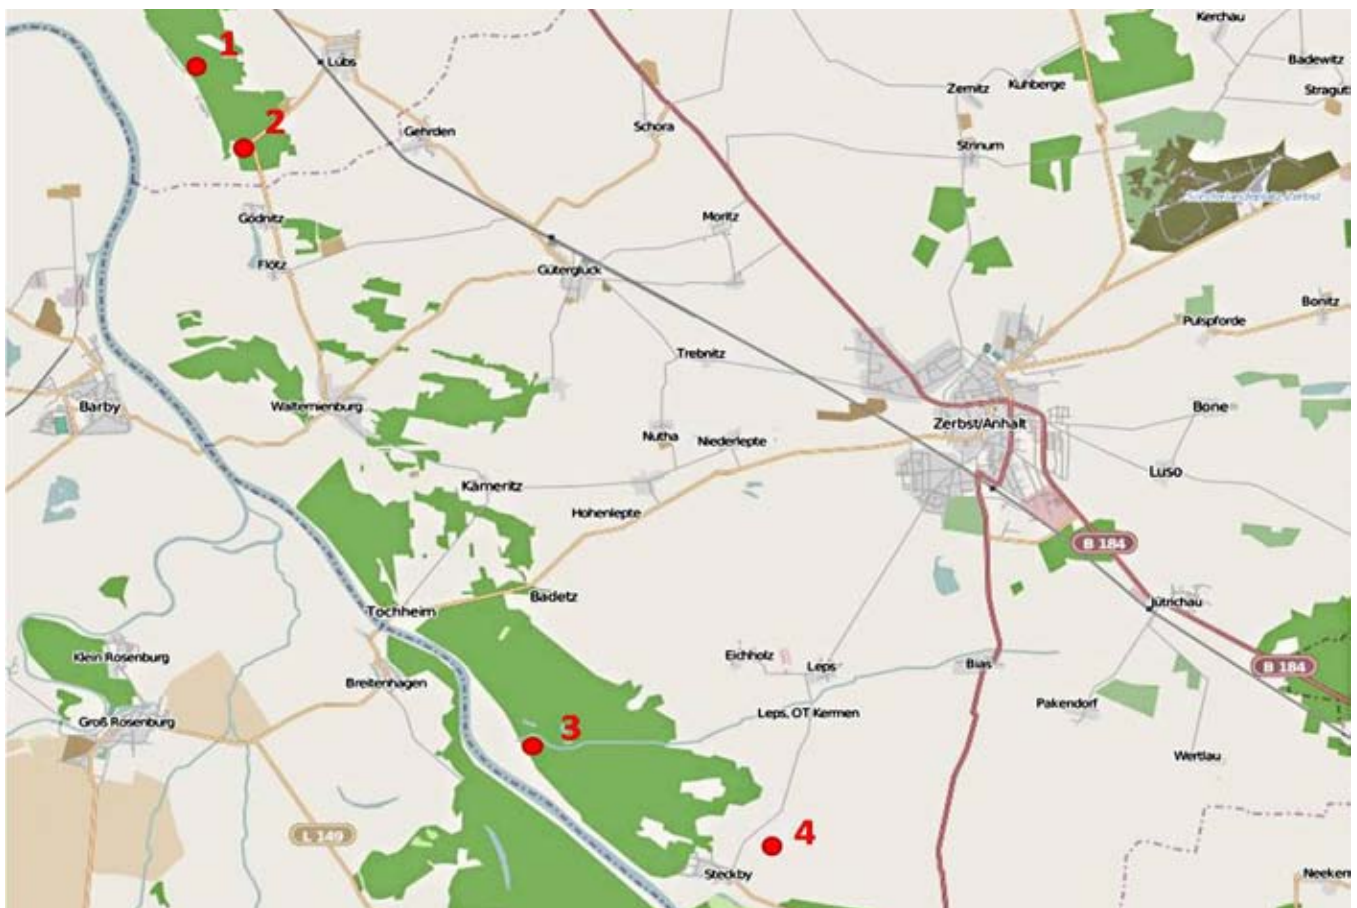 Kerchau
1
Lübs
Badewitz
Kuhberge
Zernitz
2
Schora
Gehrden
Strinum
Moritz
Gödnitz
Flötz
Güterglück
Bonitz
Pulspforde
Trebnitz
Barby
Walternienburg
Bone
Zerbst/Anhalt
Nutha
Niederlepte
Luso
Kämeritz
Hohenlepte
B 184
Badetz
Jütrichau
Tochheim
Klein Rosenburg
Eichholz
Leps
Bias
B 184
Breitenhagen
Pakendorf
Groß Rosenburg
Leps, OT Kermen
3
Wertlau
L 149
4
Steckby